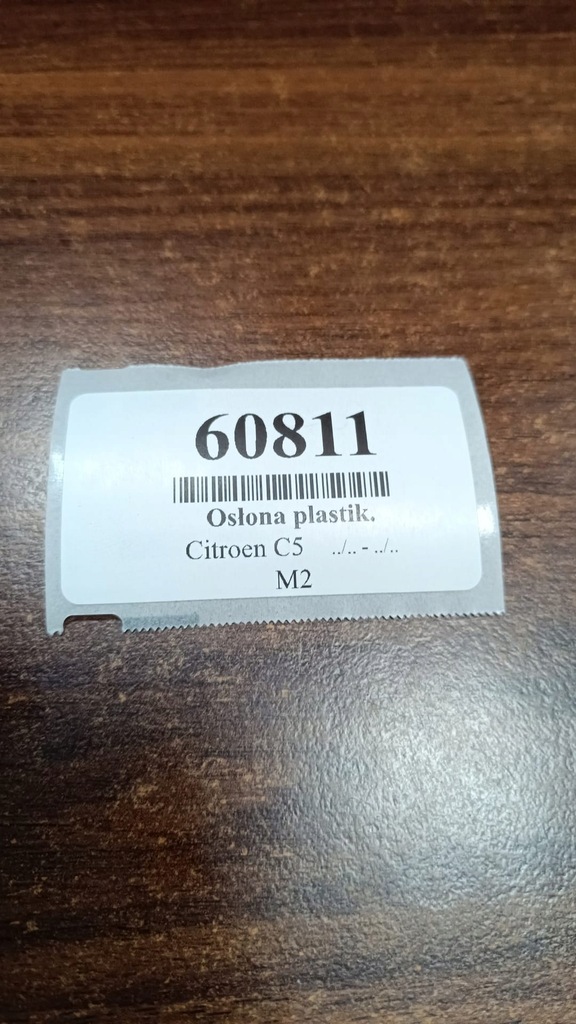 60811
Osłona plastik.
Citroen C5 ../.. - ../..
M2